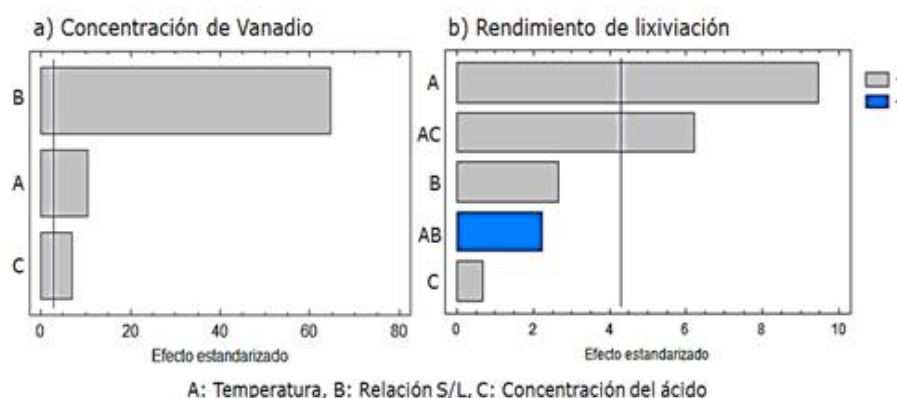 a) Concentración de Vanadio
B
A
C
0 20 40 60 80
Efecto estandarizado
b) Rendimiento de lixiviación
A
AC
B
AB
C
0 2 4 6 8 10
Efecto estandarizado
A: Temperatura, B: Relación S/L, C: Concentración del ácido